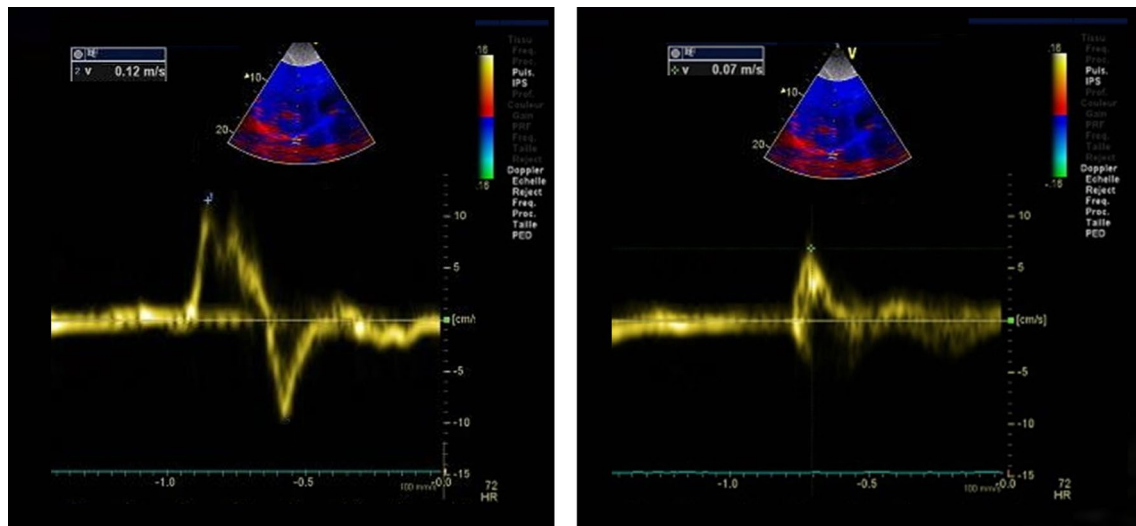 2 v 0.12 m/s
10
20
.16
-.16
Tissu
Freq.
Proc.
Puls.
IPS
Prof.
Couleur
Gain
PRF
Freq.
Taille
Reject
Doppler
Echelle
Reject
Freq.
Proc.
Taille
PED
10
5
[cm/s
-5
-10
-15
-1.0
-0.5
0.0
100 mm/s
72
HR
v 0.07 m/s
V
10
20
.16
-.16
Tissu
Freq.
Proc.
Puls.
IPS
Prof.
Couleur
Gain
PRF
Freq.
Taille
Reject
Doppler
Echelle
Reject
Freq.
Proc.
Taille
PED
10
5
[cm/s]
-5
-10
-15
-1.0
-0.5
0.0
100 mm/s
72
HR